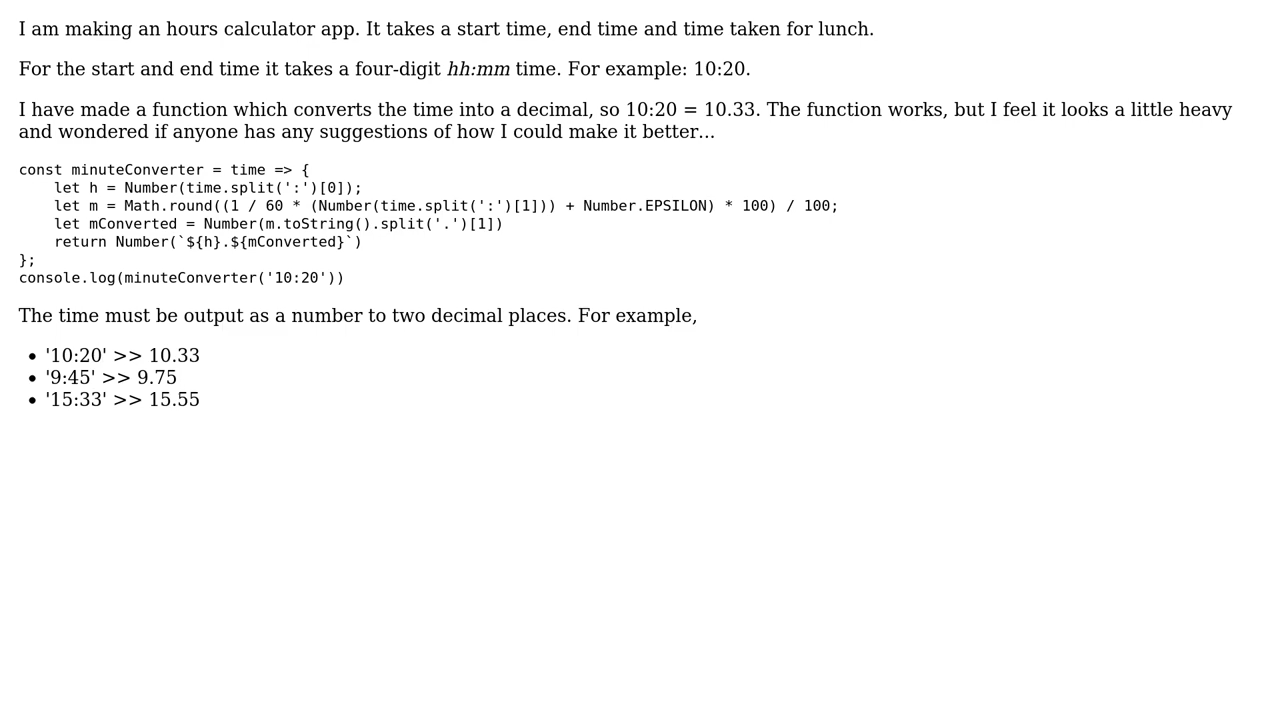 I am making an hours calculator app. It takes a start time, end time and time taken for lunch.
For the start and end time it takes a four-digit hh:mm time. For example: 10:20.
I have made a function which converts the time into a decimal, so 10:20 = 10.33. The function works, but I feel it looks a little heavy
and wondered if anyone has any suggestions of how I could make it better...
const minuteConverter = time => {
    let h = Number(time.split(':')[0]);
    let m = Math.round((1 / 60 * (Number(time.split(':')[1])) + Number.EPSILON) * 100) / 100;
    let mConverted = Number(m.toString().split('.')[1])
    return Number(`${h}.${mConverted}`)
};
console.log(minuteConverter('10:20'))
The time must be output as a number to two decimal places. For example,
• '10:20' >> 10.33
• '9:45' >> 9.75
• '15:33' >> 15.55